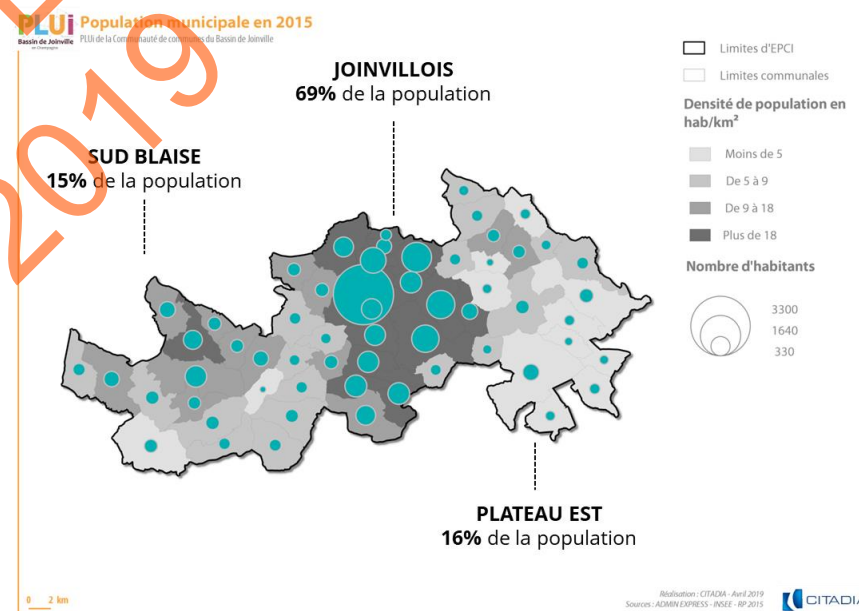 PLUi
Bassin de Joinville
en Champagne
Population municipale en 2015
PLUi de la Communauté de communes du Bassin de Joinville
2019
JOINVILLOIS
69% de la population
SUD BLAISE
15% de la population
PLATEAU EST
16% de la population
Limites d'EPCI
Limites communales
Densité de population en
hab/km²
Moins de 5
De 5 à 9
De 9 à 18
Plus de 18
Nombre d'habitants
3300
1640
330
0 2 km
Réalisation : CITADIA - Avril 2019
Sources : ADMIN EXPRESS - INSEE - RP 2015
CITADIA